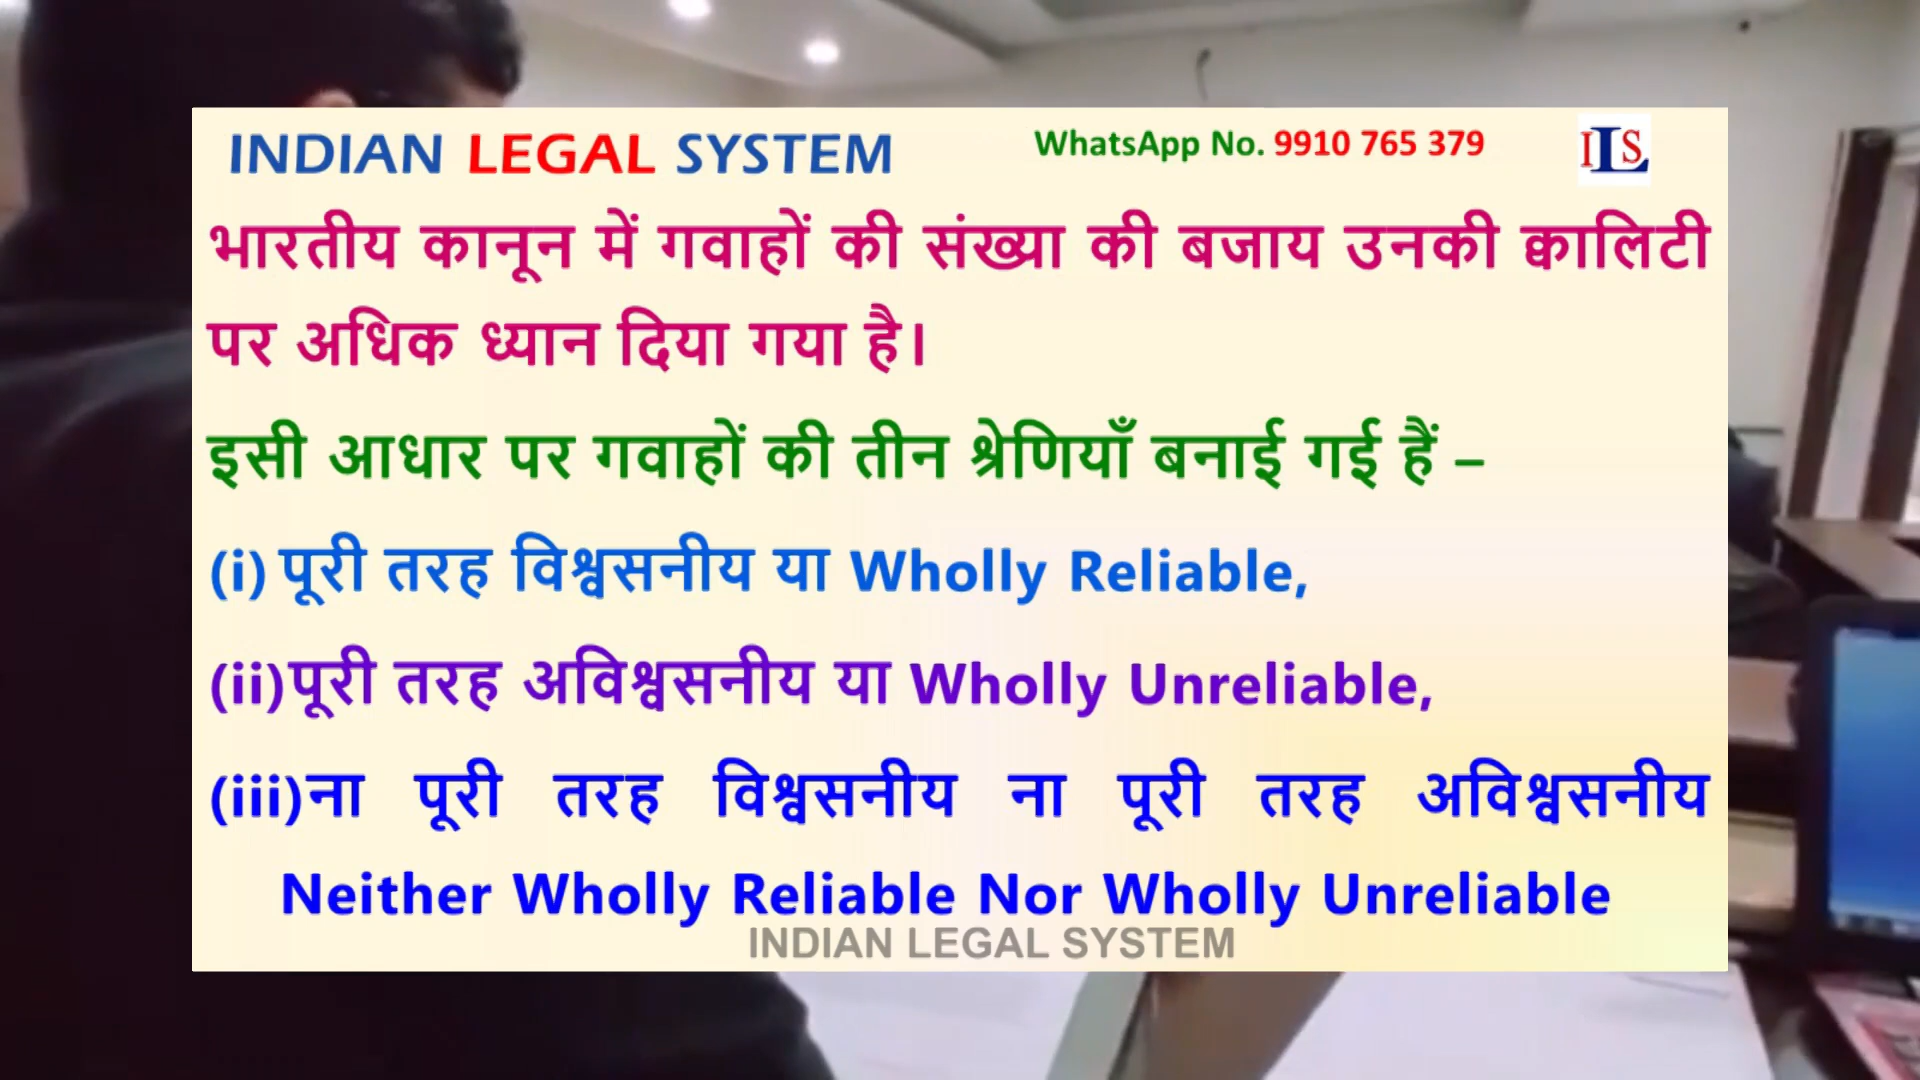 INDIAN LEGAL SYSTEM WhatsApp No. 9910 765 379 ILS
भारतीय कानून में गवाहों की संख्या की बजाय उनकी क्वालिटी
पर अधिक ध्यान दिया गया है।
इसी आधार पर गवाहों की तीन श्रेणियाँ बनाई गई हैं –
(i) पूरी तरह विश्वसनीय या Wholly Reliable,
(ii)पूरी तरह अविश्वसनीय या Wholly Unreliable,
(iii)ना पूरी तरह विश्वसनीय ना पूरी तरह अविश्वसनीय
Neither Wholly Reliable Nor Wholly Unreliable
INDIAN LEGAL SYSTEM